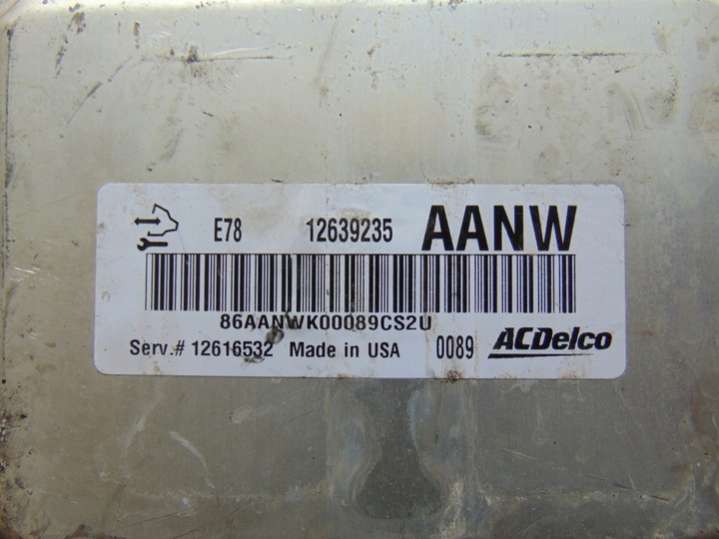 E78 12639235 AANW
86AANWK00089CS2U
Serv.# 12616532 Made in USA 0089 ACDelco